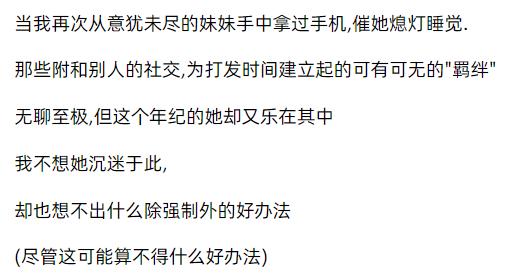 当我再次从意犹未尽的妹妹手中拿过手机,催她熄灯睡觉.
那些附和别人的社交,为打发时间建立起的可有可无的"羁绊"
无聊至极,但这个年纪的她却又乐在其中
我不想她沉迷于此,
却也想不出什么除强制外的好办法
(尽管这可能算不得什么好办法)